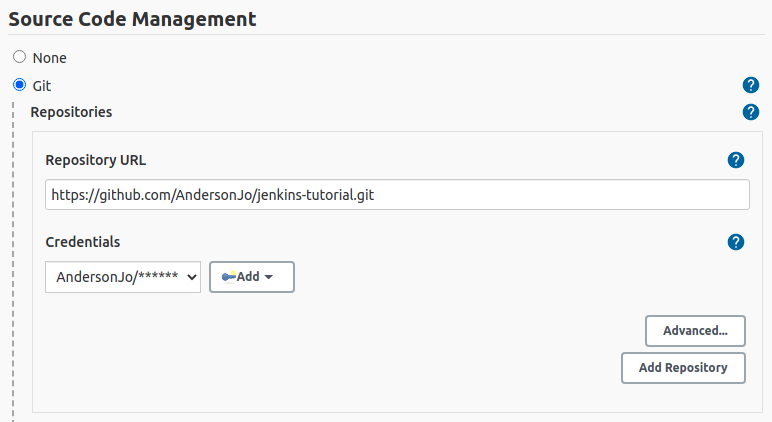 Source Code Management
None
Git
Repositories
Repository URL
https://github.com/AndersonJo/jenkins-tutorial.git
Credentials
AndersonJo/****** Add
Advanced...
Add Repository